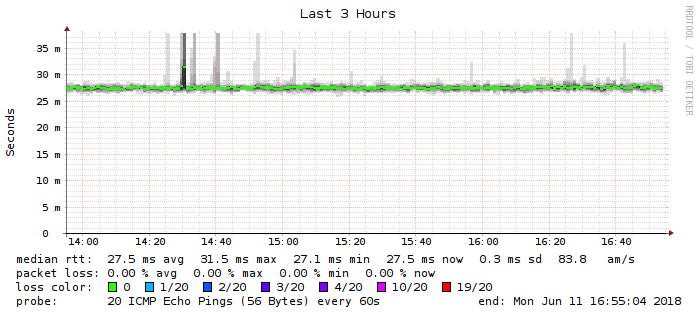 Last 3 Hours
RRDTOOL / TOBI OETIKER
Seconds
35 m
30 m
25 m
20 m
15 m
10 m
5 m
0
14:00 14:20 14:40 15:00 15:20 15:40 16:00 16:20 16:40
median rtt: 27.5 ms avg 31.5 ms max 27.1 ms min 27.5 ms now 0.3 ms sd 83.8 am/s
packet loss: 0.00 % avg 0.00 % max 0.00 % min 0.00 % now
loss color: 0 1/20 2/20 3/20 4/20 10/20 19/20
probe: 20 ICMP Echo Pings (56 Bytes) every 60s end: Mon Jun 11 16:55:04 2018